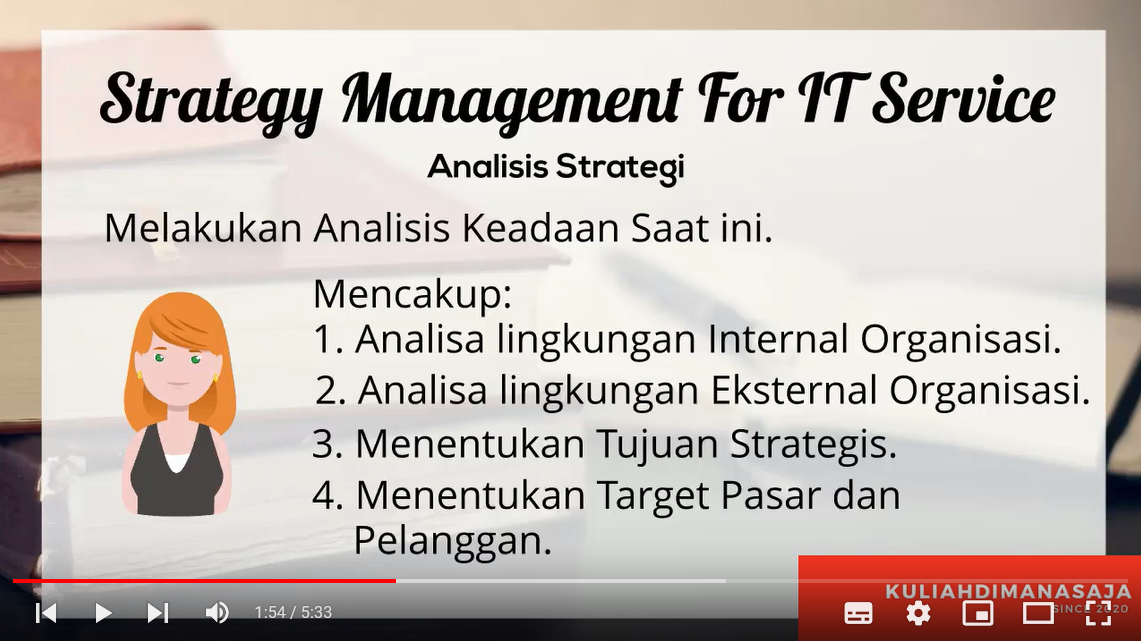 Strategy Management For IT Service
Analisis Strategi
Melakukan Analisis Keadaan Saat ini.
Mencakup:
1. Analisa lingkungan Internal Organisasi.
2. Analisa lingkungan Eksternal Organisasi.
3. Menentukan Tujuan Strategis.
4. Menentukan Target Pasar dan
Pelanggan.
KULIAHDIMANASAJA
SINCE 2020
1:54 / 5:33